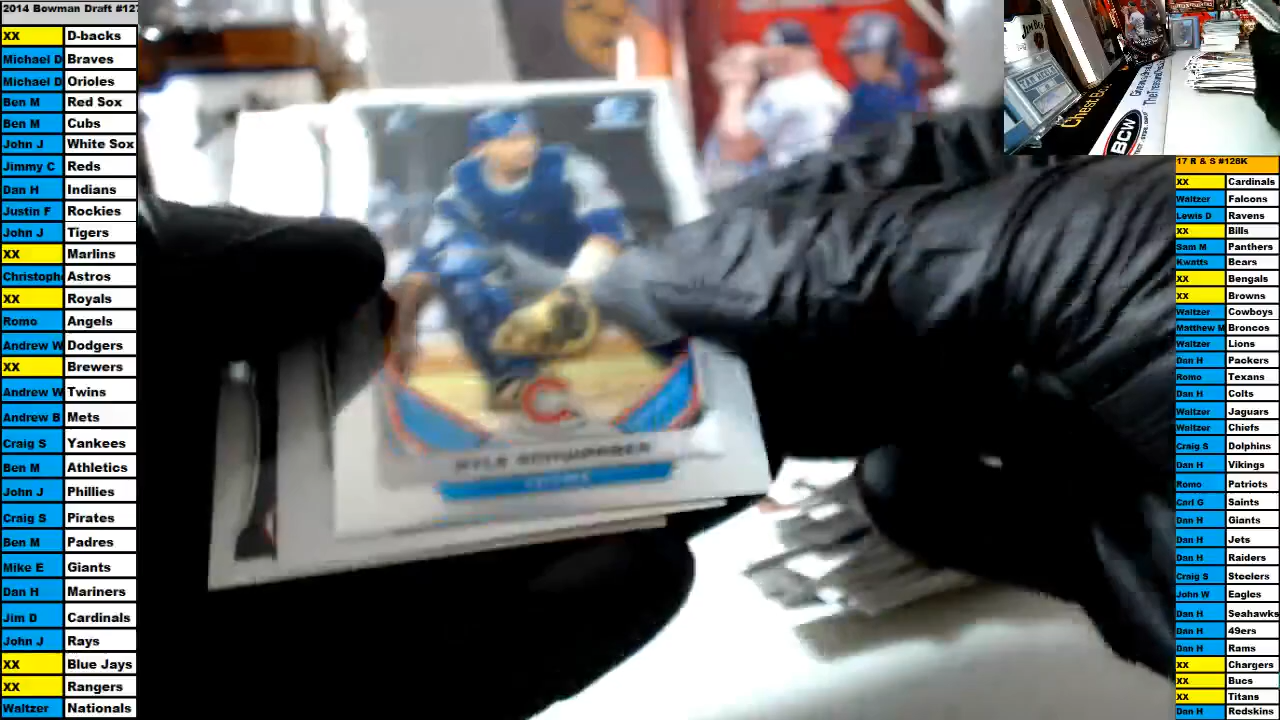 2014 Bowman Draft #127
XX D-backs
Michael D Braves
Michael D Orioles
Ben M Red Sox
Ben M Cubs
John J White Sox
Jimmy C Reds
Dan H Indians
Justin F Rockies
John J Tigers
XX Marlins
Christoph Astros
XX Royals
Romo Angels
Andrew W Dodgers
XX Brewers
Andrew W Twins
Andrew B Mets
Craig S Yankees
Ben M Athletics
John J Phillies
Craig S Pirates
Ben M Padres
Mike E Giants
Dan H Mariners
Jim D Cardinals
John J Rays
XX Blue Jays
XX Rangers
Waltzer Nationals
BCW
17 R & S #128K
XX Cardinals
Waltzer Falcons
Lewis D Ravens
XX Bills
Sam M Panthers
Kwatts Bears
XX Bengals
XX Browns
Waltzer Cowboys
Matthew M Broncos
Waltzer Lions
Dan H Packers
Romo Texans
Dan H Colts
Waltzer Jaguars
Waltzer Chiefs
Craig S Dolphins
Dan H Vikings
Romo Patriots
Carl G Saints
Dan H Giants
Dan H Jets
Dan H Raiders
Craig S Steelers
John W Eagles
Dan H Seahawks
Dan H 49ers
Dan H Rams
XX Chargers
XX Bucs
XX Titans
Dan H Redskins